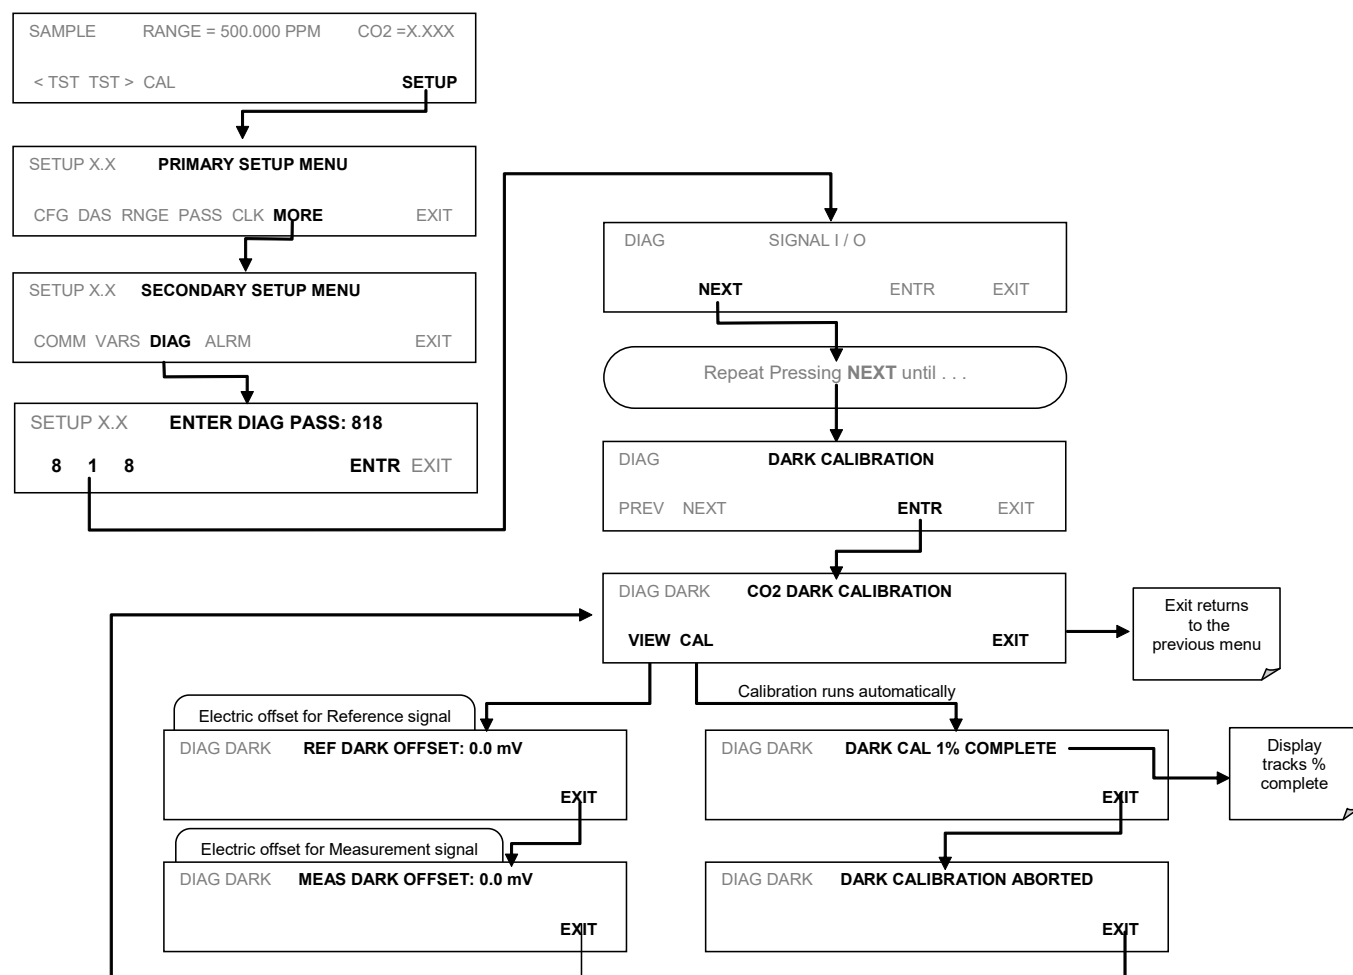 SAMPLE RANGE = 500.000 PPM CO2 =X.XXX
< TST TST > CAL SETUP
SETUP X.X PRIMARY SETUP MENU
CFG DAS RNGE PASS CLK MORE EXIT
SETUP X.X SECONDARY SETUP MENU
COMM VARS DIAG ALRM EXIT
SETUP X.X ENTER DIAG PASS: 818
8 1 8 ENTR EXIT
DIAG SIGNAL I / O
NEXT ENTR EXIT
Repeat Pressing NEXT until . . .
DIAG DARK CALIBRATION
PREV NEXT ENTR EXIT
DIAG DARK CO2 DARK CALIBRATION
VIEW CAL EXIT
Exit returns
to the
previous menu
Electric offset for Reference signal
DIAG DARK REF DARK OFFSET: 0.0 mV
EXIT
Electric offset for Measurement signal
DIAG DARK MEAS DARK OFFSET: 0.0 mV
EXIT
Calibration runs automatically
DIAG DARK DARK CAL 1% COMPLETE
EXIT
Display
tracks %
complete
DIAG DARK DARK CALIBRATION ABORTED
EXIT